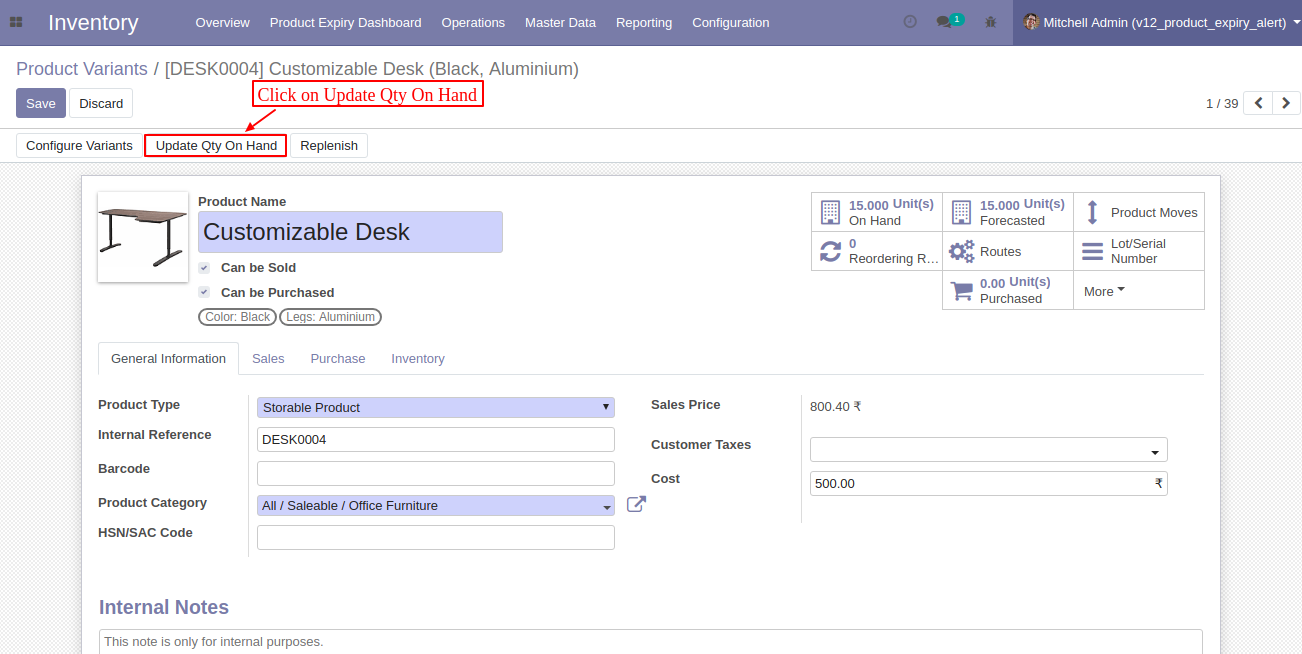 Inventory Overview Product Expiry Dashboard Operations Master Data Reporting Configuration 1 Mitchell Admin (v12_product_expiry_alert)
Product Variants / [DESK0004] Customizable Desk (Black, Aluminium)
Click on Update Qty On Hand
Save Discard 1 / 39
Configure Variants Update Qty On Hand Replenish
Product Name
Customizable Desk
Can be Sold
Can be Purchased
Color: Black Legs: Aluminium
15.000 Unit(s)
On Hand
15.000 Unit(s)
Forecasted
Product Moves
0
Reordering R...
Routes
Lot/Serial
Number
0.00 Unit(s)
Purchased
More
General Information Sales Purchase Inventory
Product Type Storable Product
Internal Reference DESK0004
Barcode
Product Category All / Saleable / Office Furniture
HSN/SAC Code
Sales Price 800.40 ₹
Customer Taxes
Cost 500.00 ₹
Internal Notes
This note is only for internal purposes.